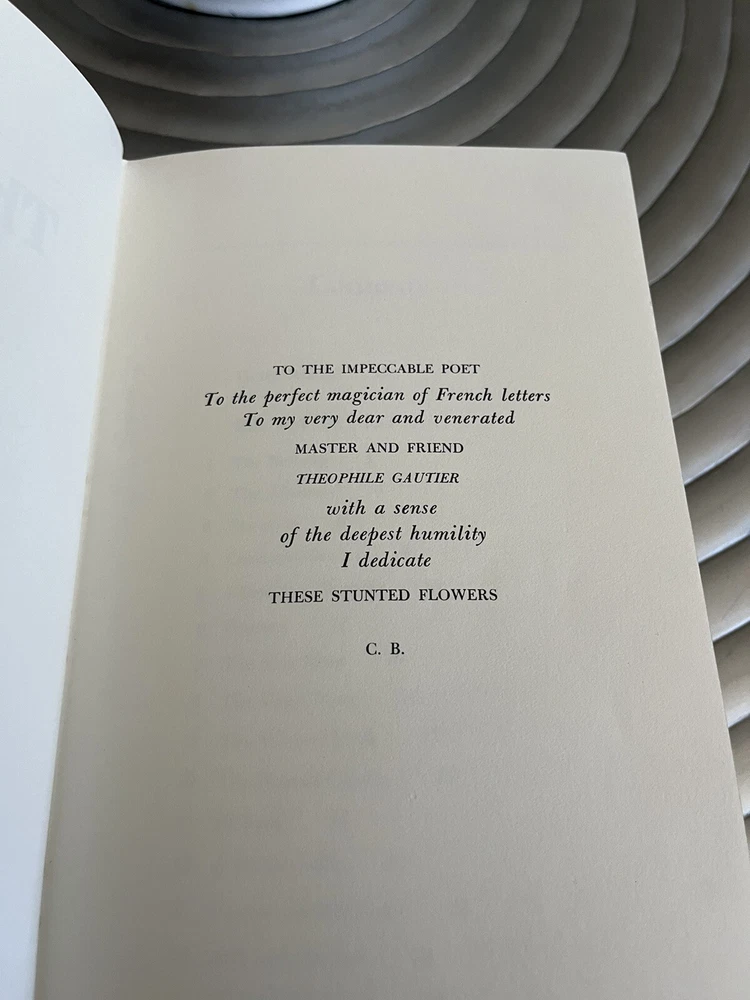 TO THE IMPECCABLE POET
To the perfect magician of French letters
To my very dear and venerated
MASTER AND FRIEND
THEOPHILE GAUTIER
with a sense
of the deepest humility
I dedicate
THESE STUNTED FLOWERS
C. B.